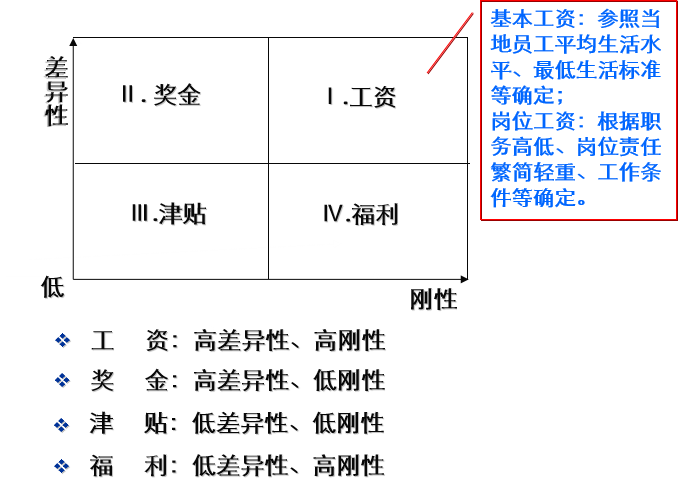 基本工资：参照当
地员工平均生活水
平、最低生活标准
等确定；
岗位工资：根据职
务高低、岗位责任
繁简轻重、工作条
件等确定。
差异性
Ⅱ.奖金
Ⅰ.工资
Ⅲ.津贴
Ⅳ.福利
低
刚性
工 资：高差异性、高刚性
奖 金：高差异性、低刚性
津 贴：低差异性、低刚性
福 利：低差异性、高刚性